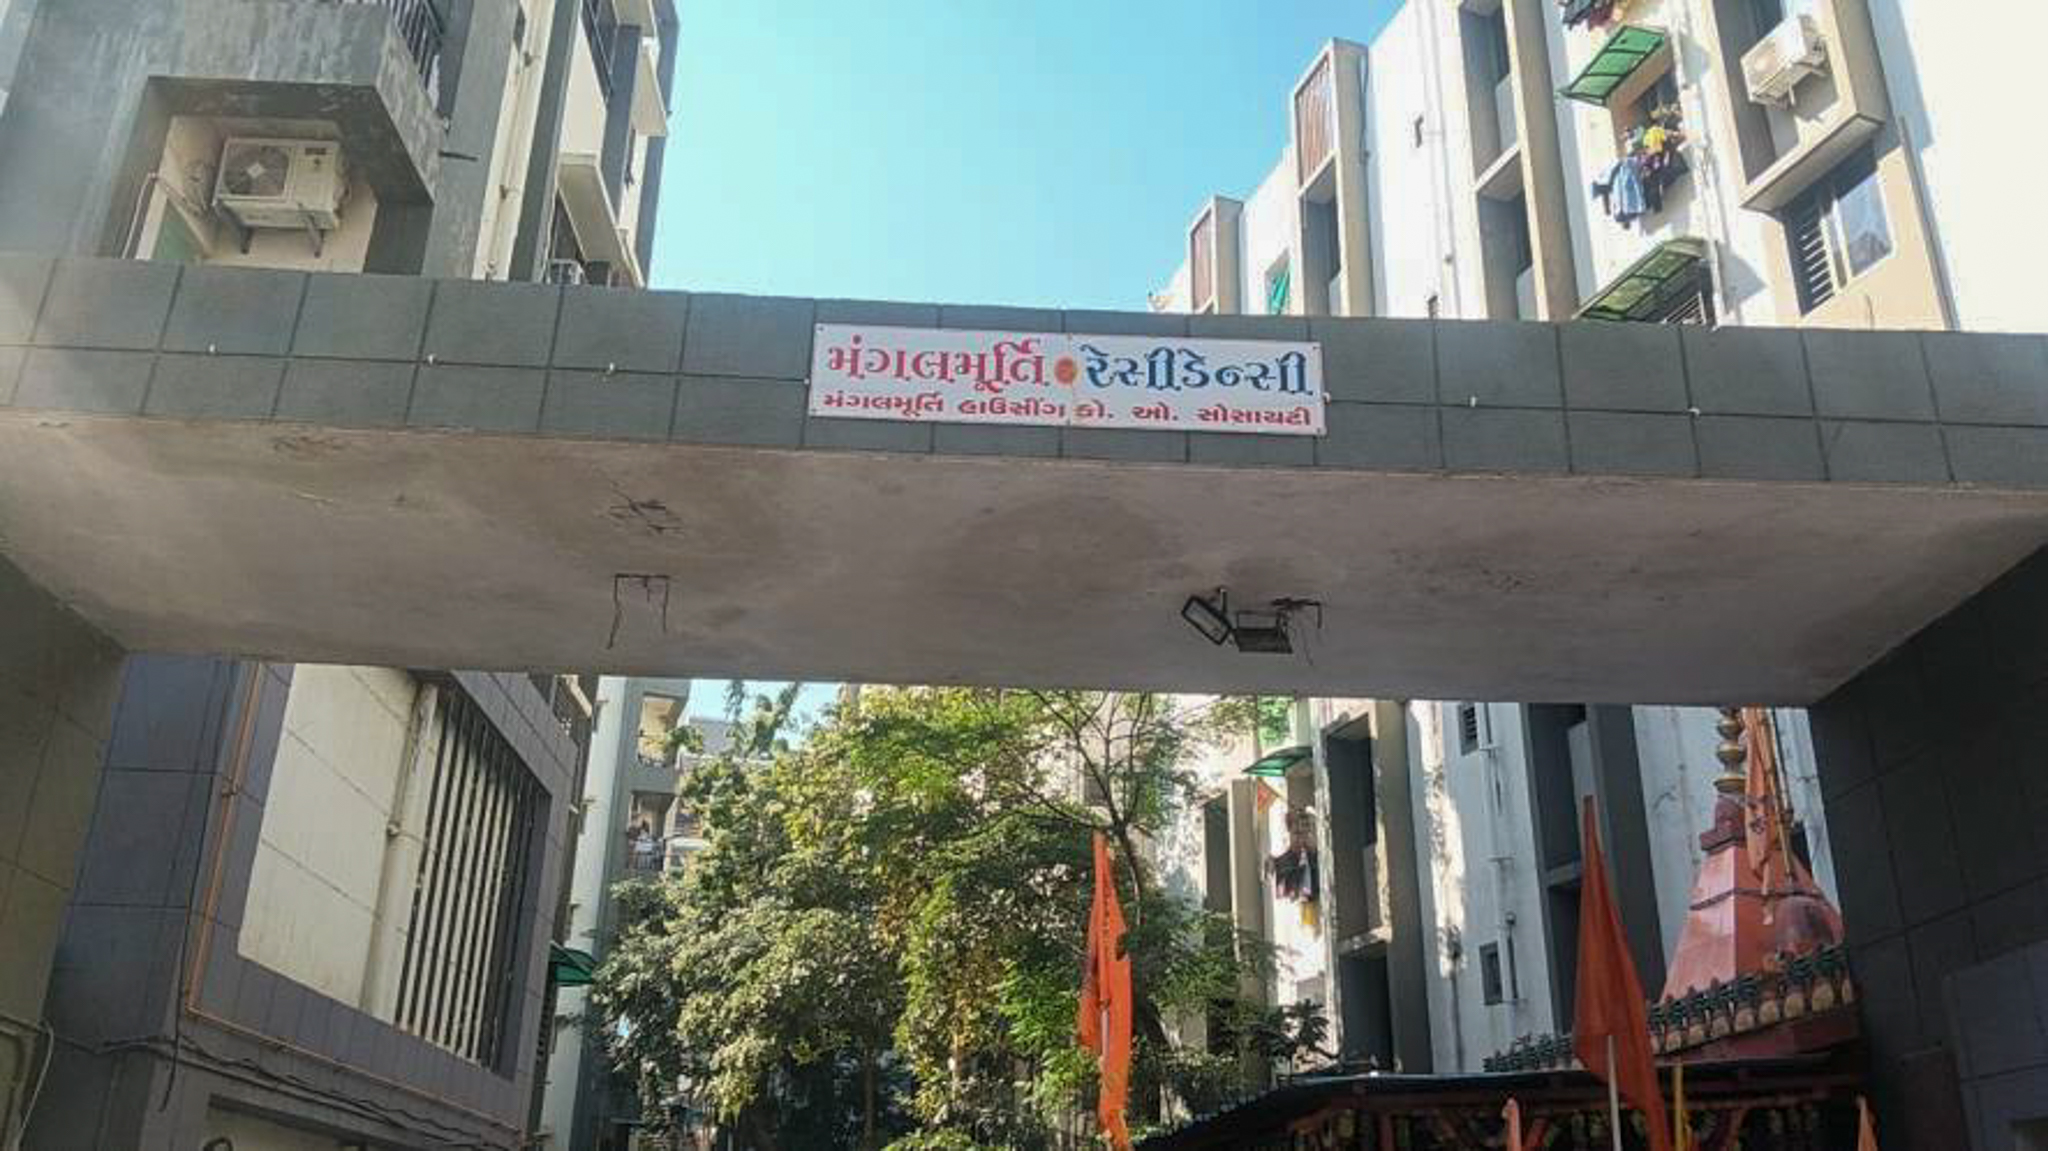 મંગલમૂર્તિ રેસીડેન્સી
મંગલમૂર્તિ હાઉસીંગ કો. ઓ. સોસાયટી